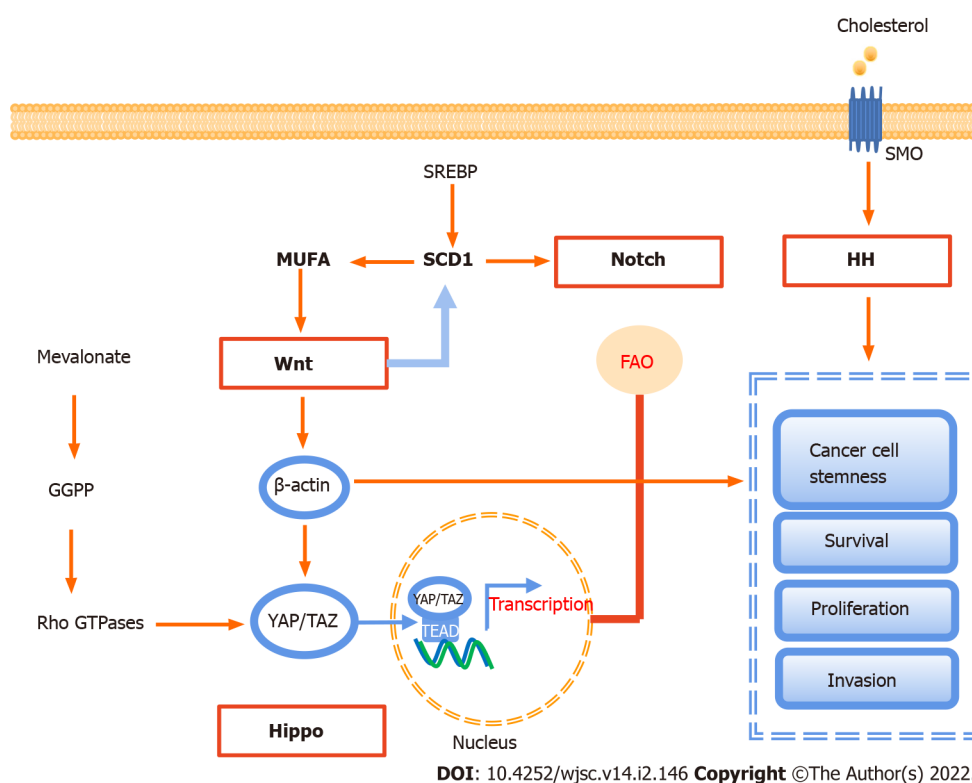 Cholesterol
SMO
SREBP
MUFA
SCD1
Notch
HH
Wnt
FAO
Mevalonate
Cancer cell
stemness
GGPP
β-actin
Survival
YAP/TAZ
Transcription
Proliferation
Rho GTPases
YAP/TAZ
TEAD
Invasion
Hippo
Nucleus
DOI: 10.4252/wjsc.v14.i2.146 Copyright ©The Author(s) 2022